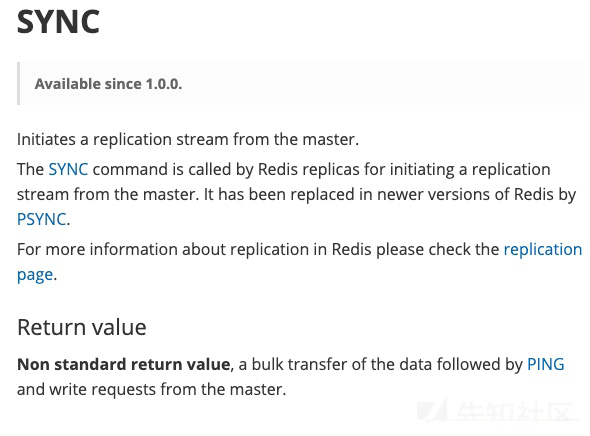 SYNC
Available since 1.0.0.
Initiates a replication stream from the master.
The SYNC command is called by Redis replicas for initiating a replication
stream from the master. It has been replaced in newer versions of Redis by
PSYNC.
For more information about replication in Redis please check the replication
page.
Return value
Non standard return value, a bulk transfer of the data followed by PING
and write requests from the master.
先知社区